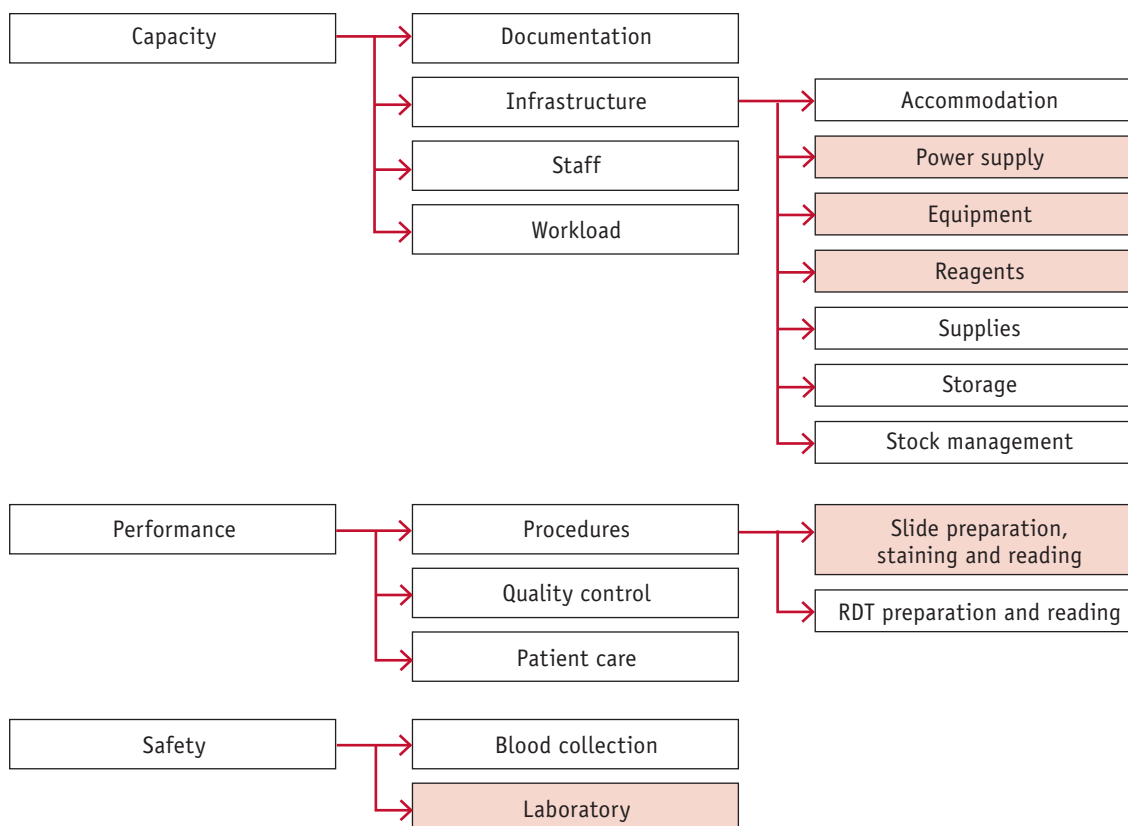 Capacity
Documentation
Infrastructure
Accommodation
Staff
Power supply
Workload
Equipment
Reagents
Supplies
Storage
Stock management
Performance
Procedures
Slide preparation,
staining and reading
Quality control
RDT preparation and reading
Patient care
Safety
Blood collection
Laboratory